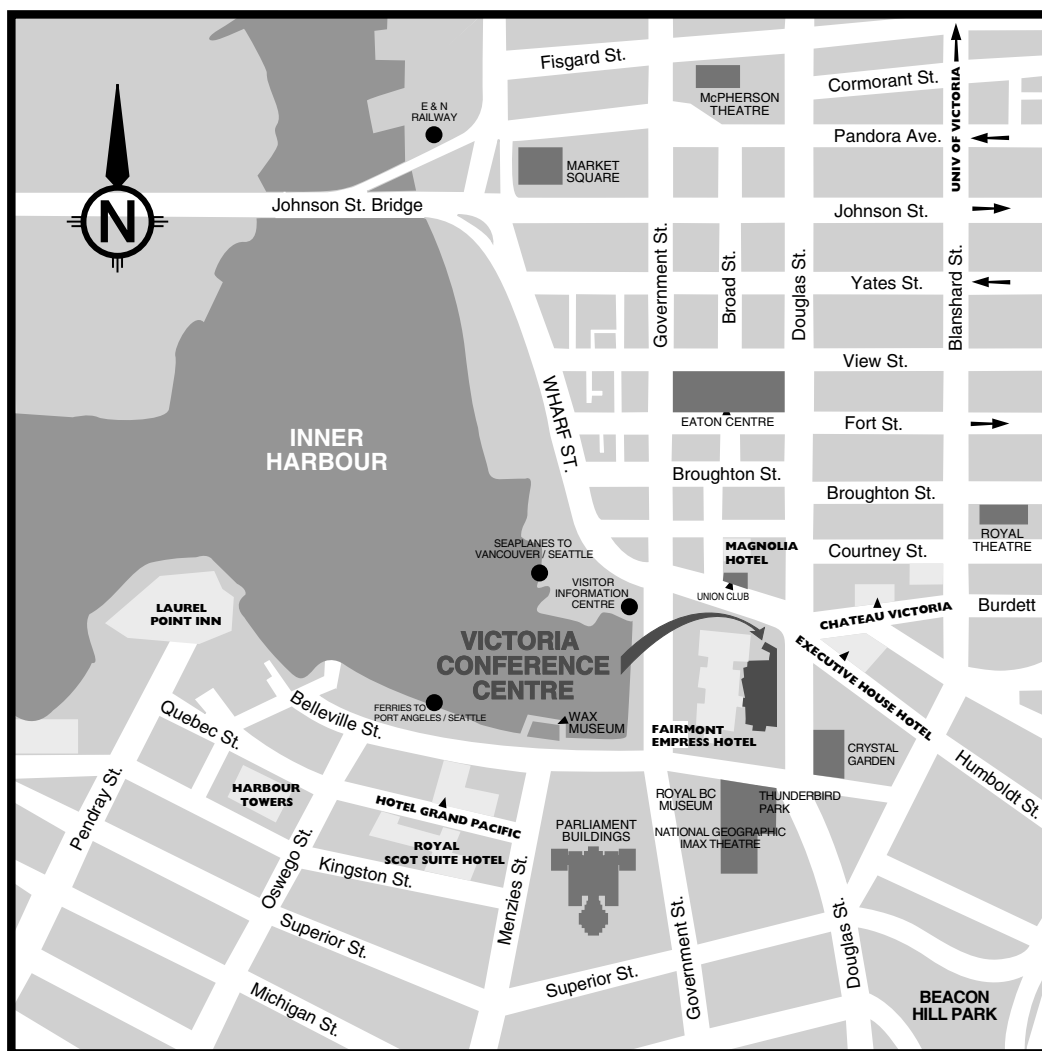 Fisgard St.
Cormorant St.
UNIV OF VICTORIA
McPHERSON
THEATRE
E & N
RAILWAY
Pandora Ave.
MARKET
SQUARE
N
Johnson St. Bridge
Johnson St.
Government St.
Broad St.
Douglas St.
Blanshard St.
Yates St.
View St.
WHARF ST.
EATON CENTRE
Fort St.
INNER
HARBOUR
Broughton St.
Broughton St.
ROYAL
THEATRE
MAGNOLIA
HOTEL
Courtney St.
SEAPLANES TO
VANCOUVER / SEATTLE
VISITOR
INFORMATION
CENTRE
UNION CLUB
Burdett
CHATEAU VICTORIA
LAUREL
POINT INN
VICTORIA
CONFERENCE
CENTRE
EXECUTIVE HOUSE HOTEL
FERRIES TO
PORT ANGELES / SEATTLE
WAX
MUSEUM
FAIRMONT
EMPRESS HOTEL
Belleville St.
Quebec St.
CRYSTAL
GARDEN
Humboldt St.
Pendray St.
HARBOUR
TOWERS
HOTEL GRAND PACIFIC
ROYAL BC
MUSEUM
THUNDERBIRD
PARK
PARLIAMENT
BUILDINGS
NATIONAL GEOGRAPHIC
IMAX THEATRE
ROYAL
SCOT SUITE HOTEL
Oswego St.
Kingston St.
Menzies St.
Superior St.
Superior St.
Government St.
Douglas St.
Michigan St.
BEACON
HILL PARK